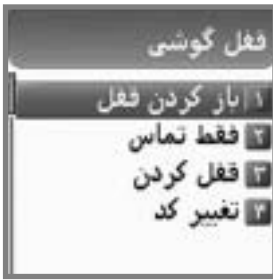 قفل گوشی
۱ باز کردن قفل
۲ فقط تماس
۳ قفل کردن
۴ تغییر کد